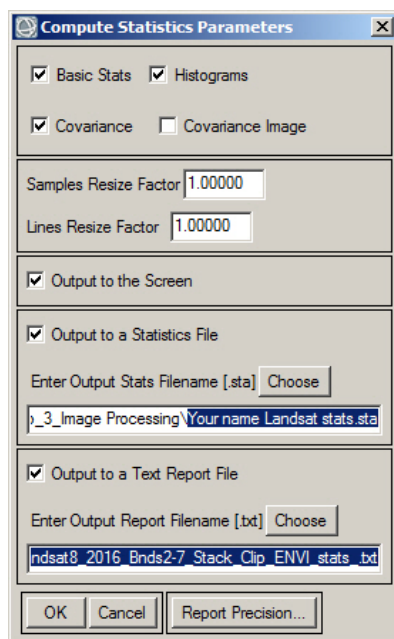 Compute Statistics Parameters
Basic Stats Histograms
Covariance Covariance Image
Samples Resize Factor 1.00000
Lines Resize Factor 1.00000
Output to the Screen
Output to a Statistics File
Enter Output Stats Filename [.sta] Choose
_3_Image Processing\Your name Landsat stats.sta
Output to a Text Report File
Enter Output Report Filename [.txt] Choose
ndsat8_2016_Bnds2-7_Stack_Clip_ENVI_stats_.txt
OK Cancel Report Precision...